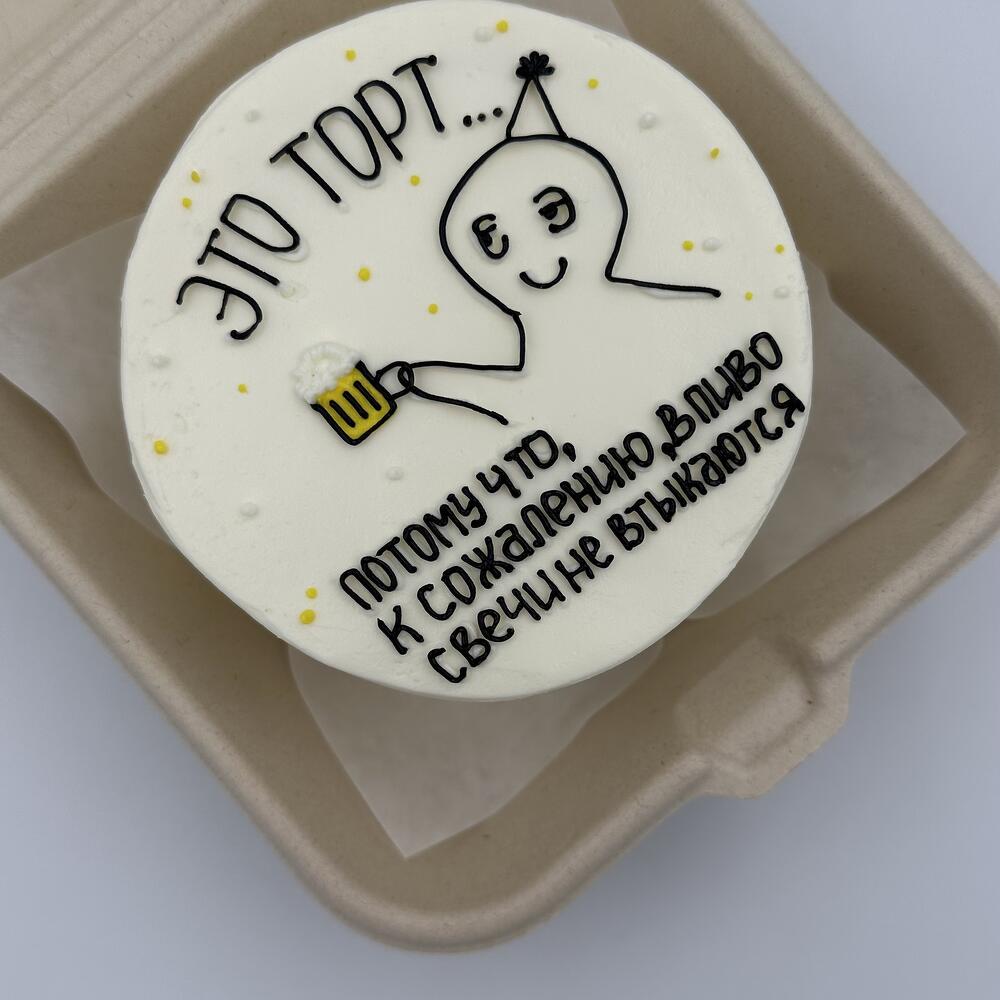 ЭТО ТОРТ...
ПОТОМУ ЧТО,
К СОЖАЛЕНИЮ, В ПИВО
СВЕЧИ НЕ ВТЫКАЮТСЯ